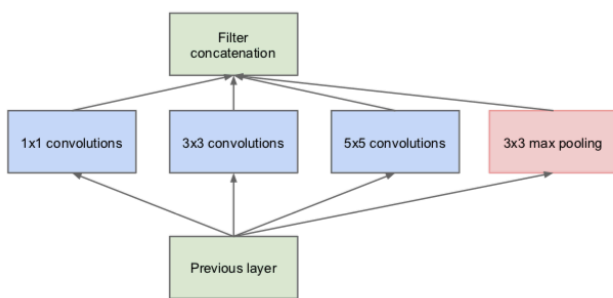 Filter
concatenation
1x1 convolutions
3x3 convolutions
5x5 convolutions
3x3 max pooling
Previous layer